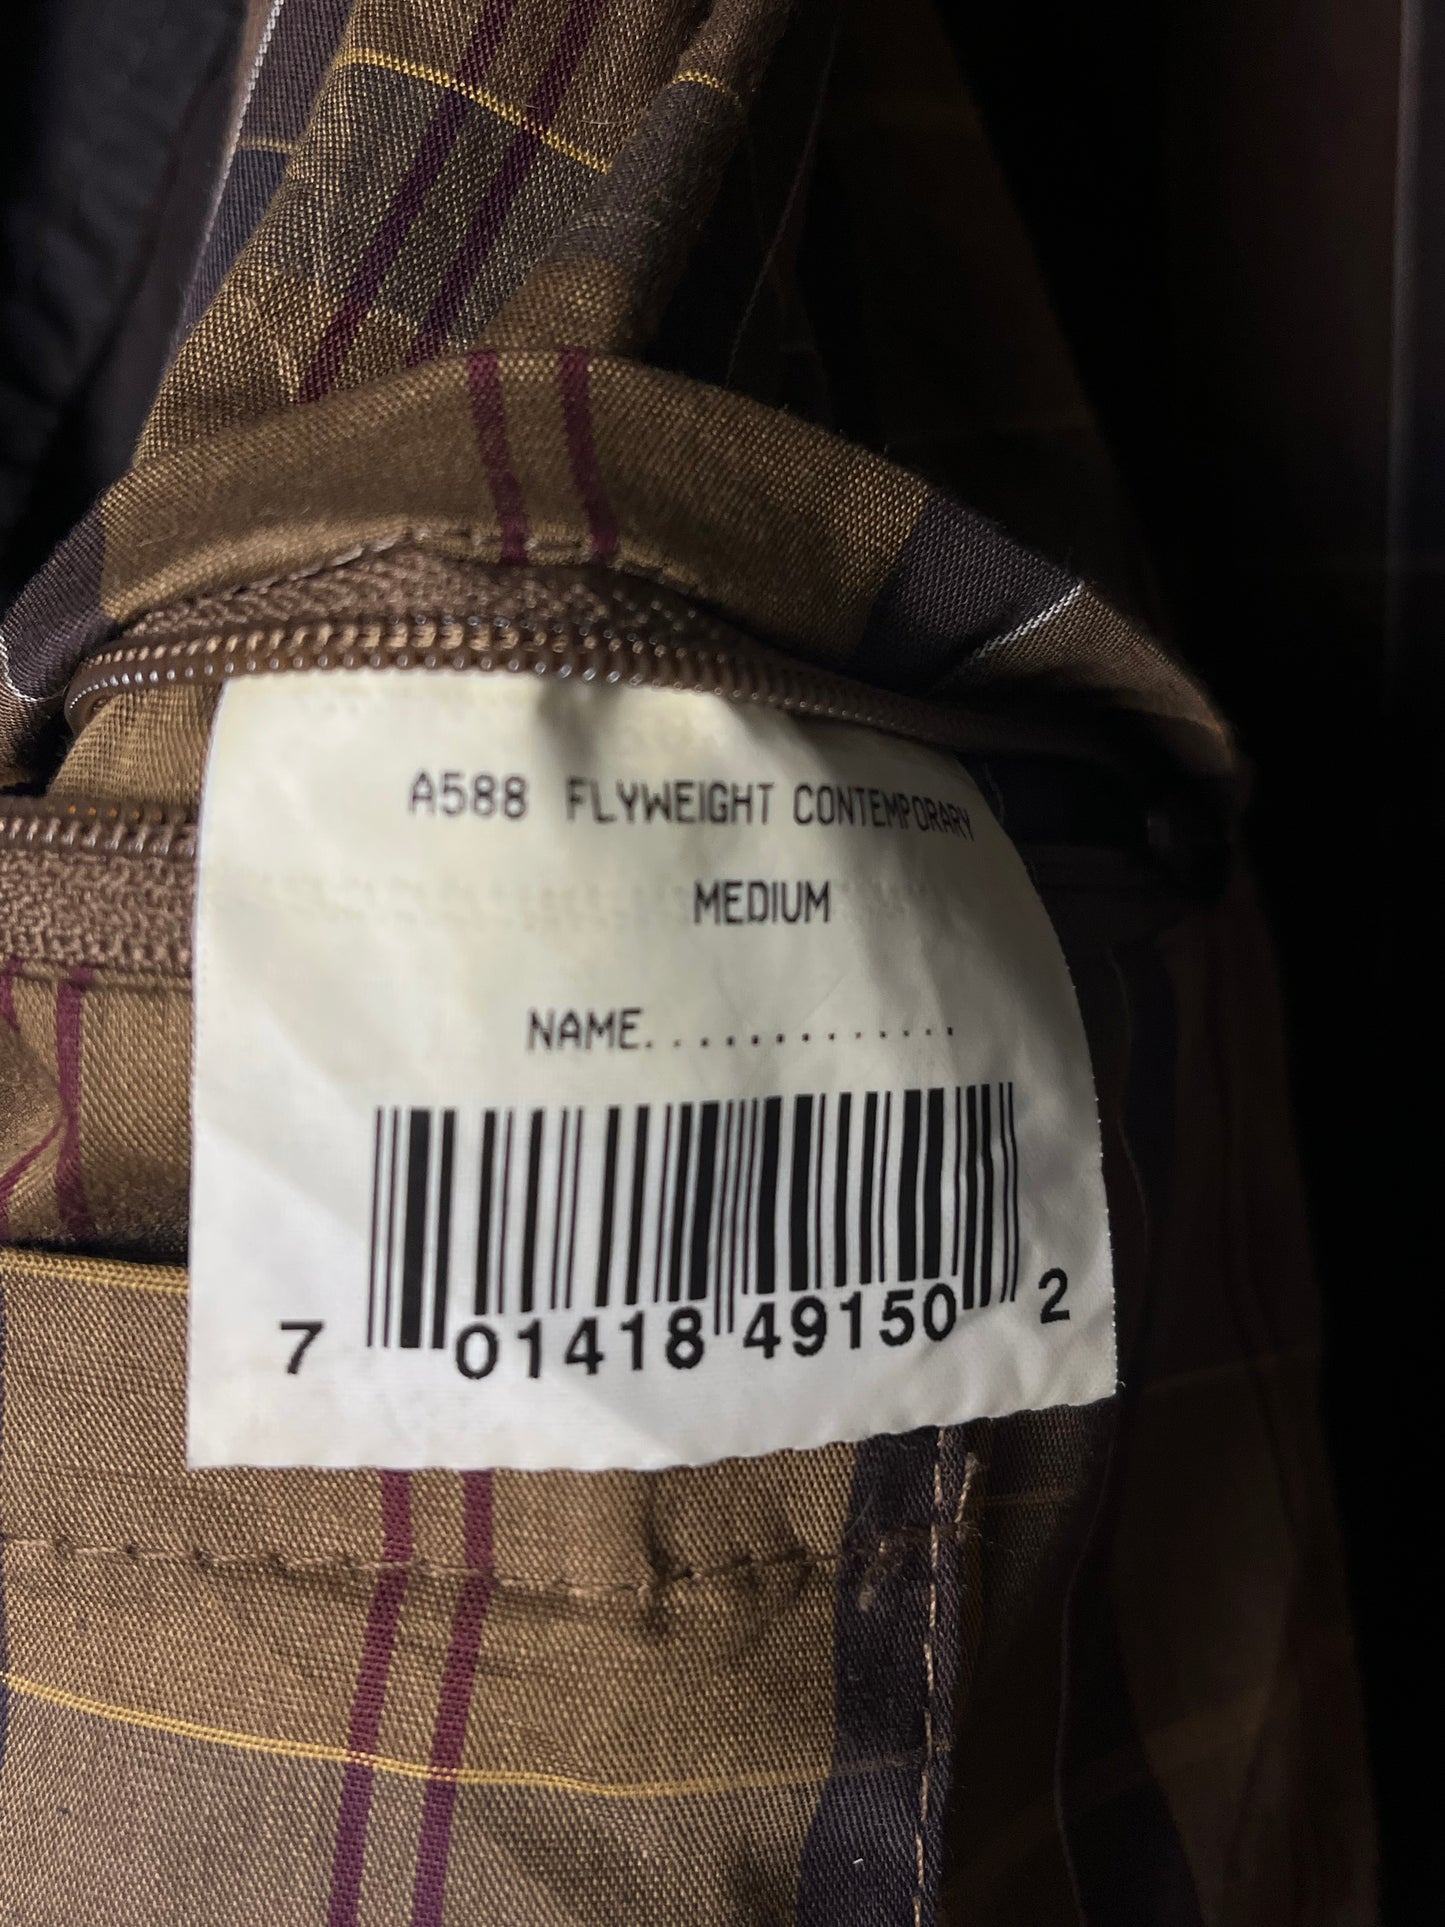 A588 FLYWEIGHT CONTEMPORARY
MEDIUM
NAME..............
7 01418 49150 2